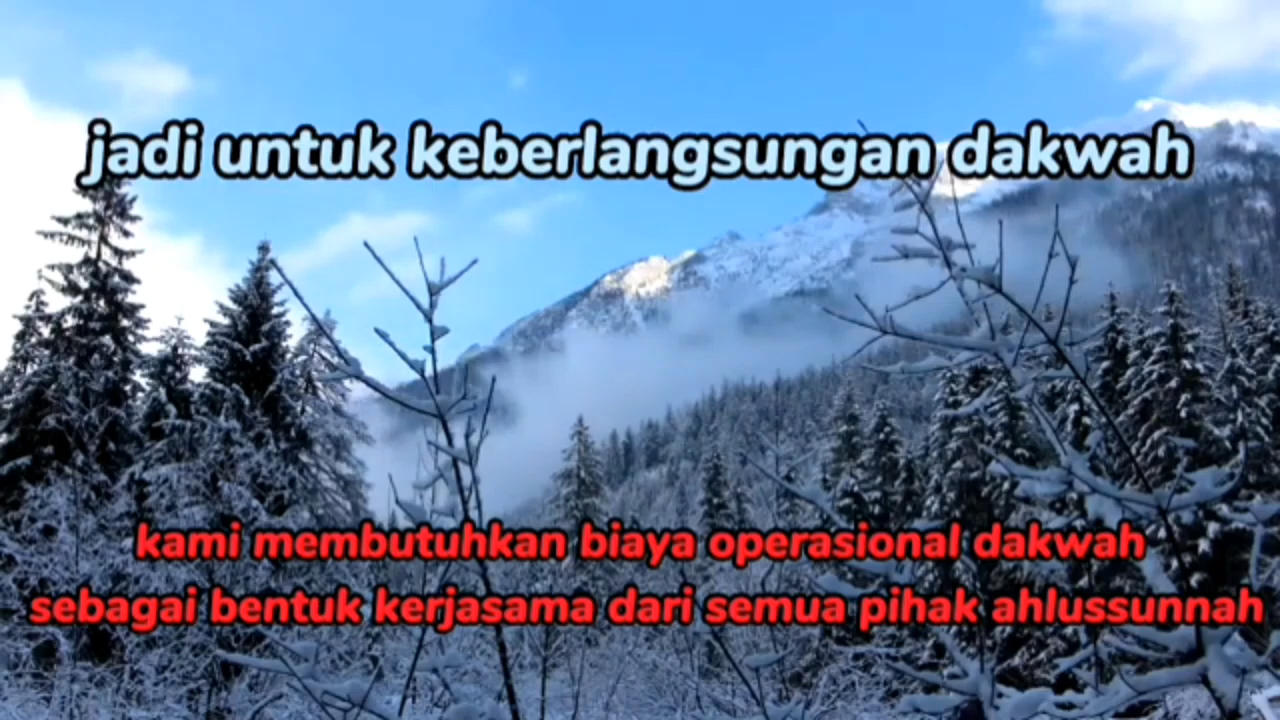 jadi untuk keberlangsungan dakwah
kami membutuhkan biaya operasional dakwah
sebagai bentuk kerjasama dari semua pihak ahlussunnah